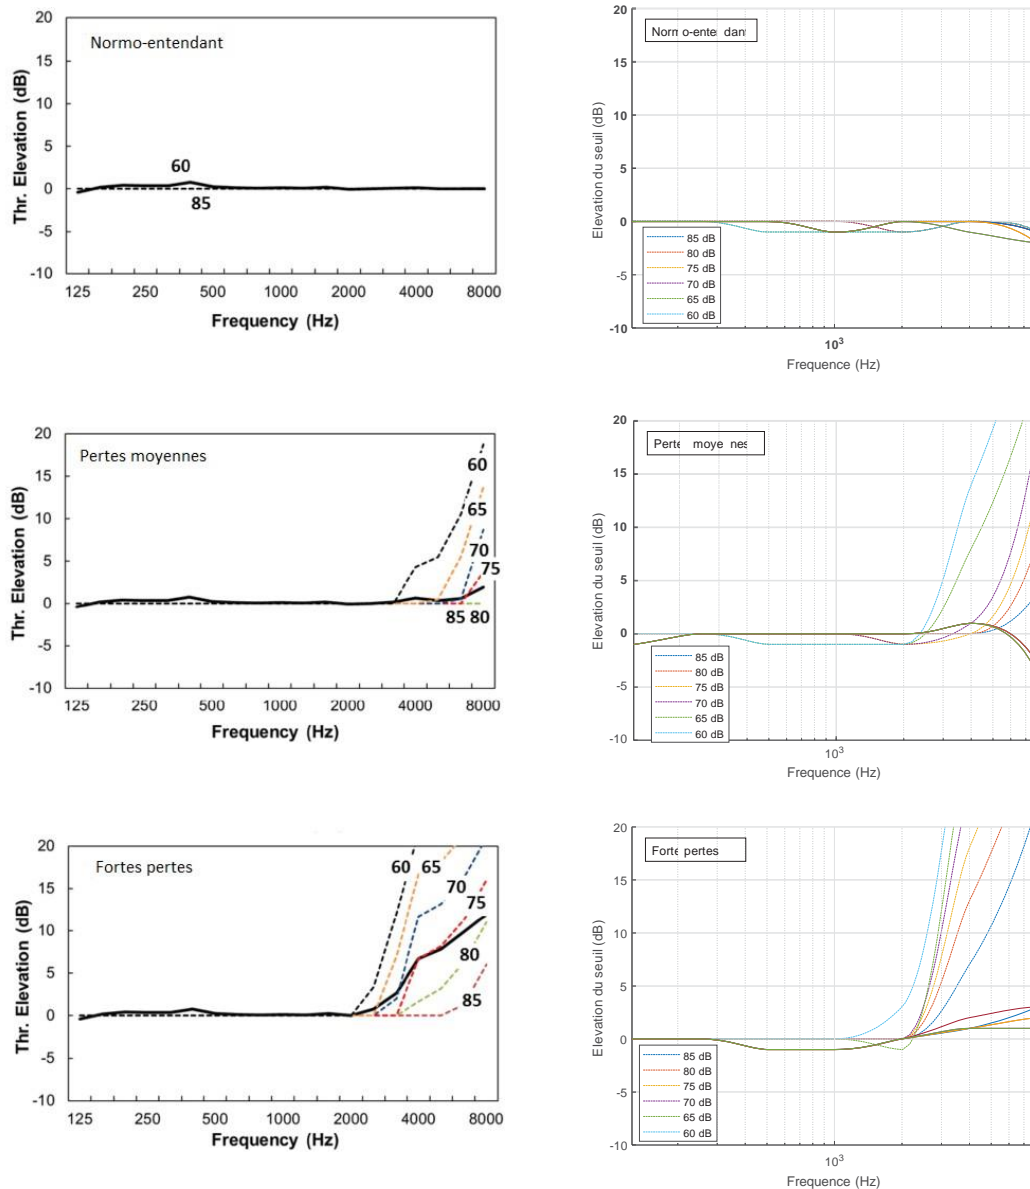 20
15
10
5
0
-5
-10
Thr. Elevation (dB)
Normo-entendant
60
85
125 250 500 1000 2000 4000 8000
Frequency (Hz)
20
15
10
5
0
-5
-10
Elevation du seuil (dB)
Normo-ente dant
85 dB
80 dB
75 dB
70 dB
65 dB
60 dB
10³
Frequence (Hz)
20
15
10
5
0
-5
-10
Thr. Elevation (dB)
Pertes moyennes
60
65
70
75
85 80
125 250 500 1000 2000 4000 8000
Frequency (Hz)
20
15
10
5
0
-5
-10
Elevation du seuil (dB)
Perte moye nes
85 dB
80 dB
75 dB
70 dB
65 dB
60 dB
10³
Frequence (Hz)
20
15
10
5
0
-5
-10
Thr. Elevation (dB)
Fortes pertes
60 65
70
75
80
85
125 250 500 1000 2000 4000 8000
Frequency (Hz)
20
15
10
5
0
-5
-10
Elevation du seuil (dB)
Forte pertes
85 dB
80 dB
75 dB
70 dB
65 dB
60 dB
10³
Frequence (Hz)